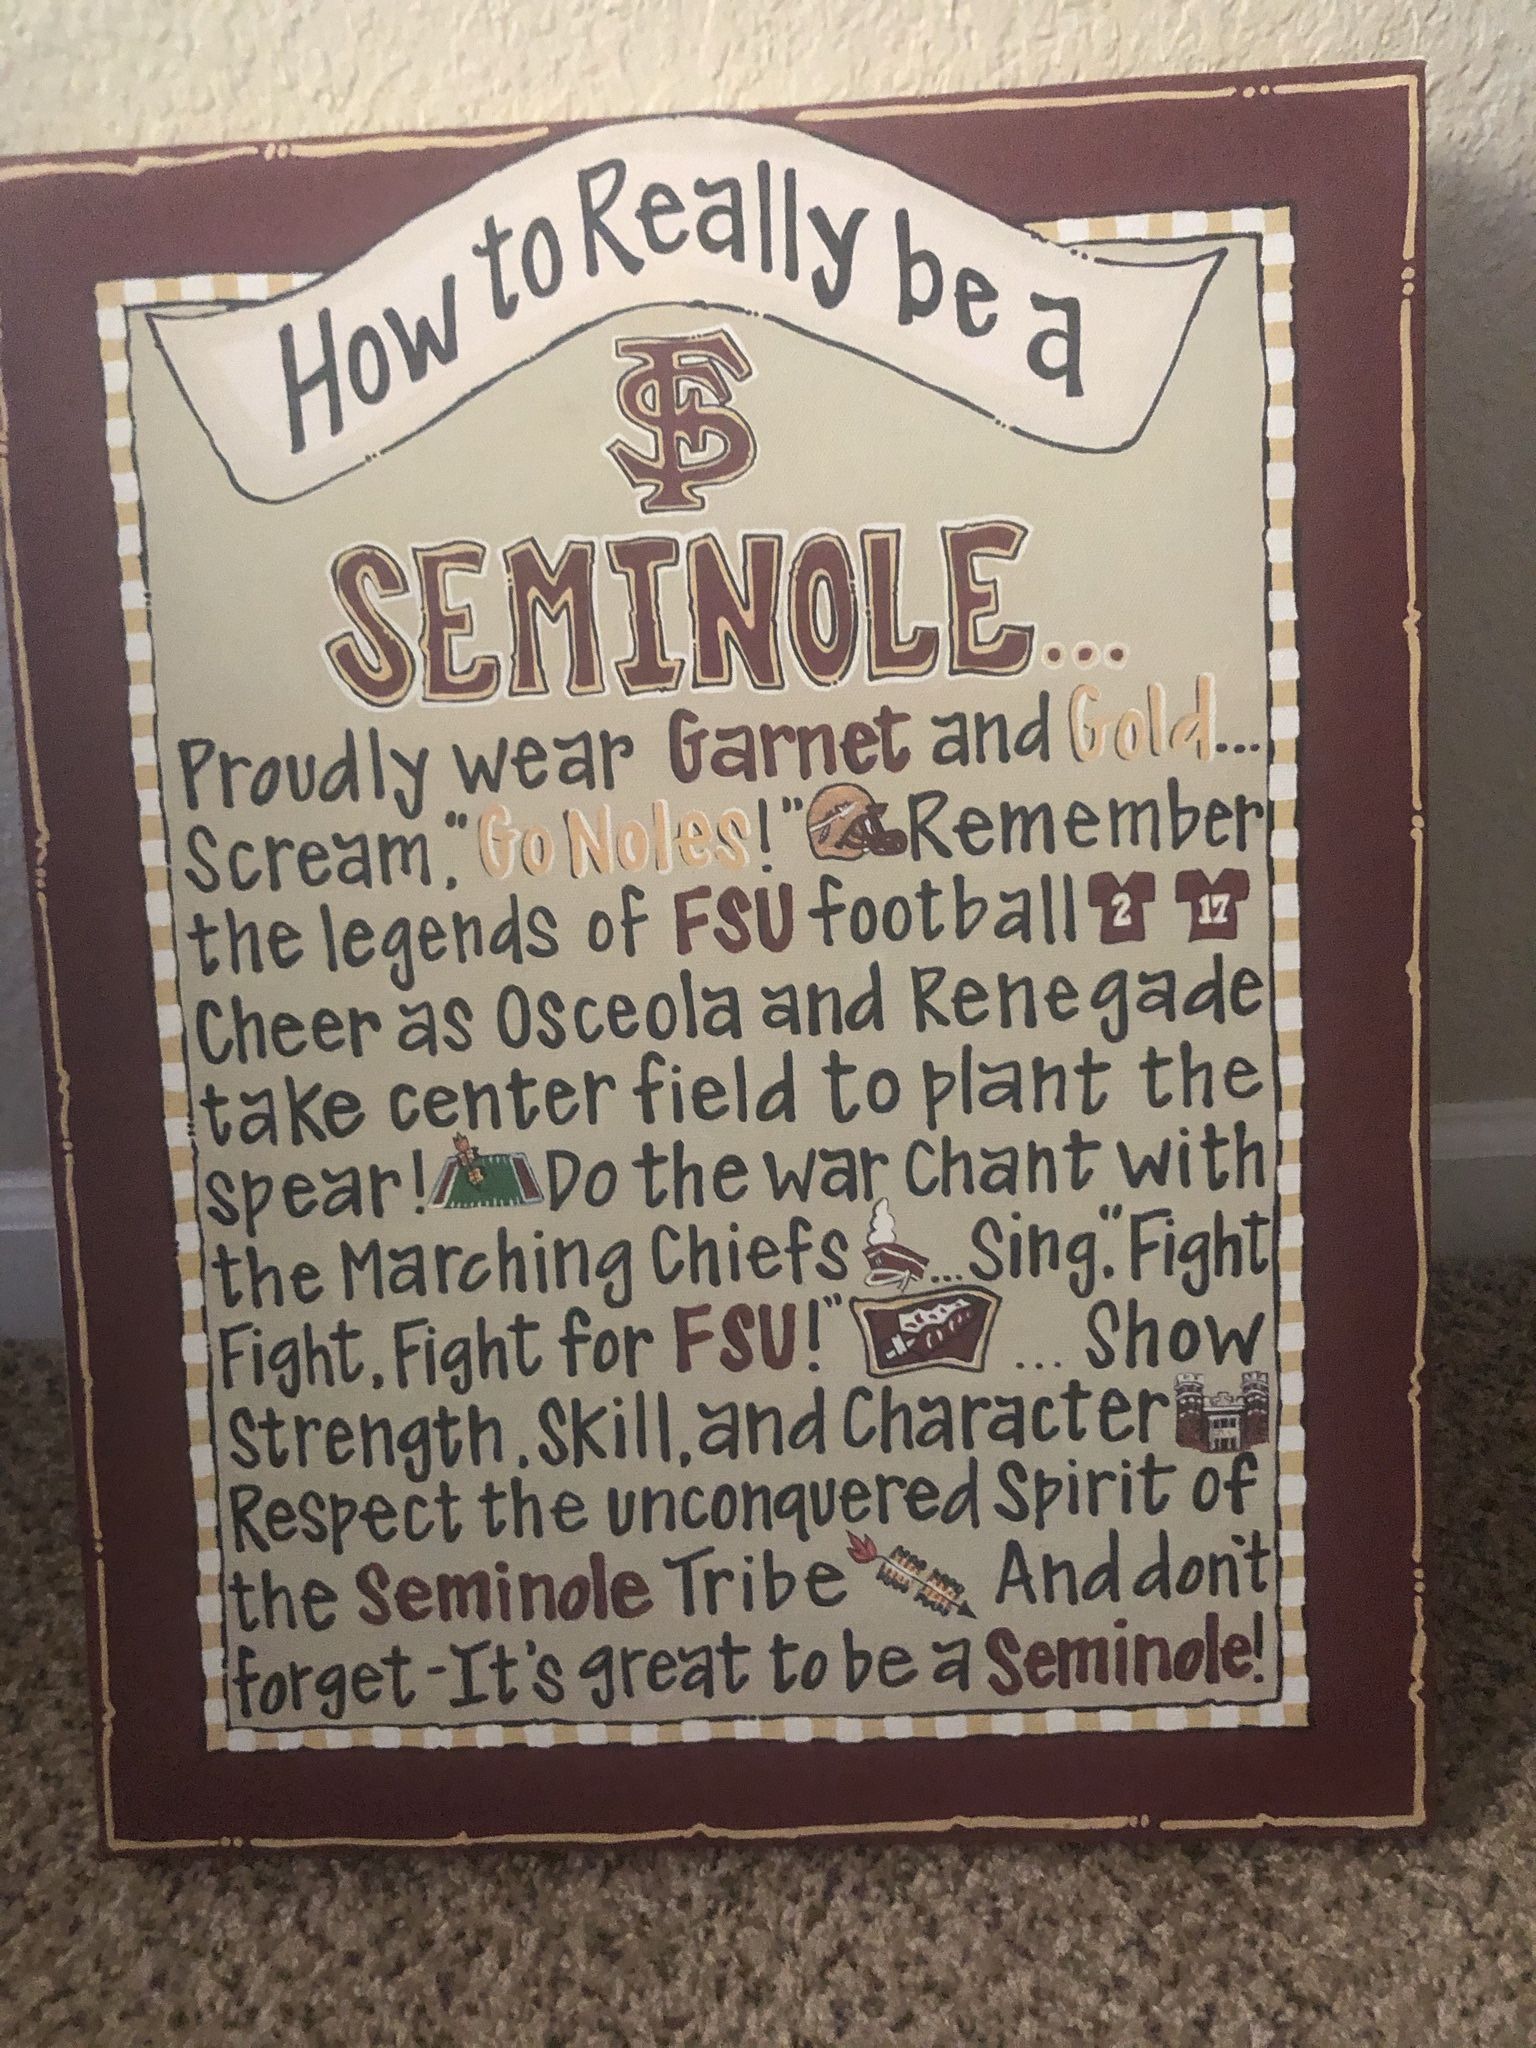 How to Really be a
FSU
SEMINOLE...
Proudly wear Garnet and Gold...
Scream, "Go Noles!" Remember
the legends of FSU football 2 17
Cheer as Osceola and Renegade
take center field to plant the
spear! Do the war Chant with
the Marching Chiefs ... Sing, "Fight
Fight, Fight for FSU!" ... Show
Strength, Skill, and Character
Respect the unconquered Spirit of
the Seminole Tribe And don't
forget - It's great to be a Seminole!